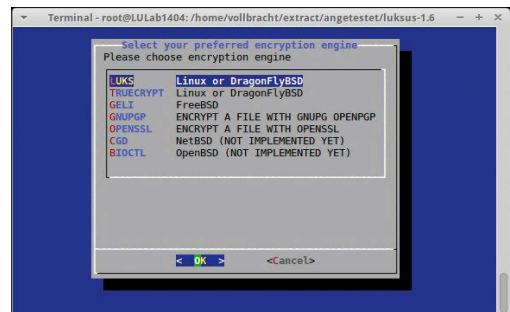 Terminal - root@LULab1404: /home/vollbracht/extract/angetestet/luksus-1.6
Select your preferred encryption engine
Please choose encryption engine
LUKS Linux or DragonFlyBSD
TRUECRYPT Linux or DragonFlyBSD
GELI FreeBSD
GNUPGP ENCRYPT A FILE WITH GNUPG OPENPGP
OPENSSL ENCRYPT A FILE WITH OPENSSL
CGD NetBSD (NOT IMPLEMENTED YET)
BIOCTL OpenBSD (NOT IMPLEMENTED YET)
< OK > <Cancel>